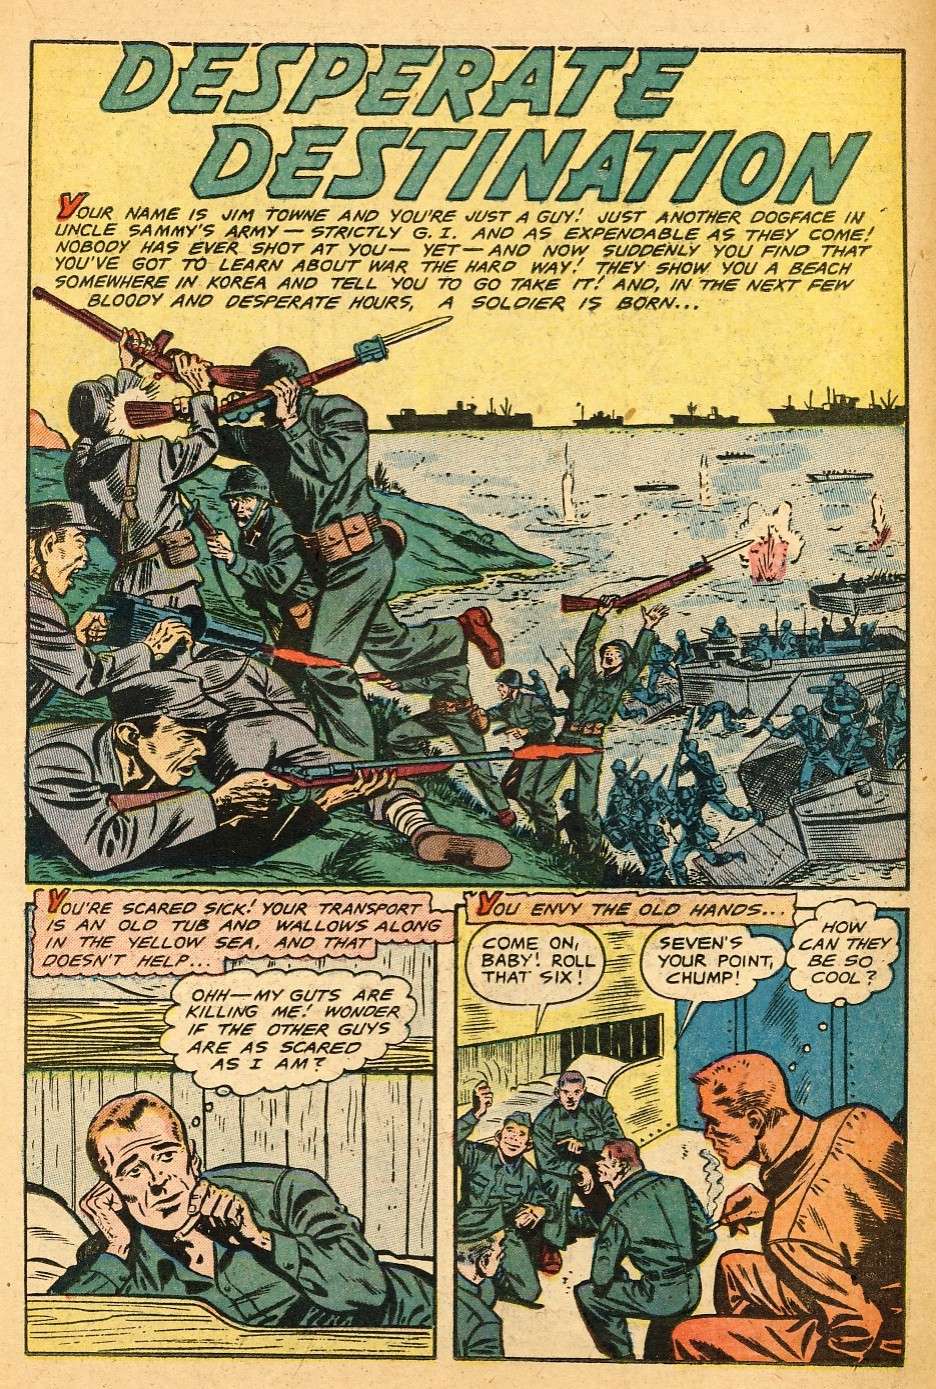 DESPERATE
DESTINATION
YOUR NAME IS JIM TOWNE AND YOU'RE JUST A GUY! JUST ANOTHER DOGFACE IN
UNCLE SAMMY'S ARMY—STRICTLY G.I. AND AS EXPENDABLE AS THEY COME!
NOBODY HAS EVER SHOT AT YOU—YET—AND NOW SUDDENLY YOU FIND THAT
YOU'VE GOT TO LEARN ABOUT WAR THE HARD WAY! THEY SHOW YOU A BEACH
SOMEWHERE IN KOREA AND TELL YOU TO GO TAKE IT! AND, IN THE NEXT FEW
BLOODY AND DESPERATE HOURS, A SOLDIER IS BORN...
YOU'RE SCARED SICK! YOUR TRANSPORT
IS AN OLD TUB AND WALLOWS ALONG
IN THE YELLOW SEA, AND THAT
DOESN'T HELP...
OHH—MY GUTS ARE
KILLING ME! WONDER
IF THE OTHER GUYS
ARE AS SCARED
AS I AM?
YOU ENVY THE OLD HANDS...
COME ON,
BABY! ROLL
THAT SIX!
SEVEN'S
YOUR POINT,
CHUMP!
HOW
CAN THEY
BE SO
COOL?